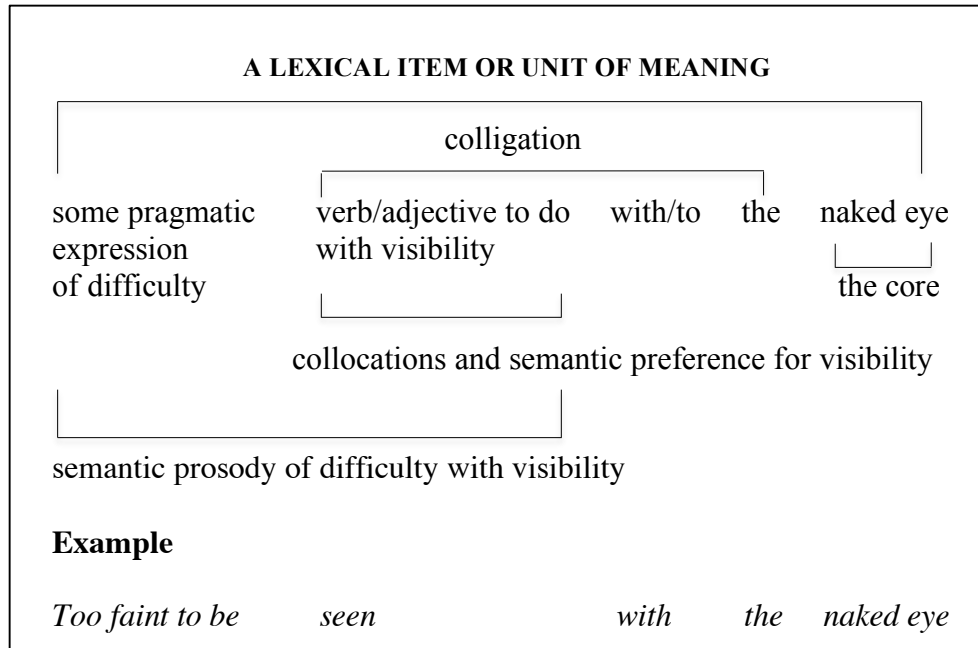 A LEXICAL ITEM OR UNIT OF MEANING
colligation
some pragmatic verb/adjective to do with/to the naked eye
expression with visibility
of difficulty the core
collocations and semantic preference for visibility
semantic prosody of difficulty with visibility
Example
Too faint to be seen with the naked eye